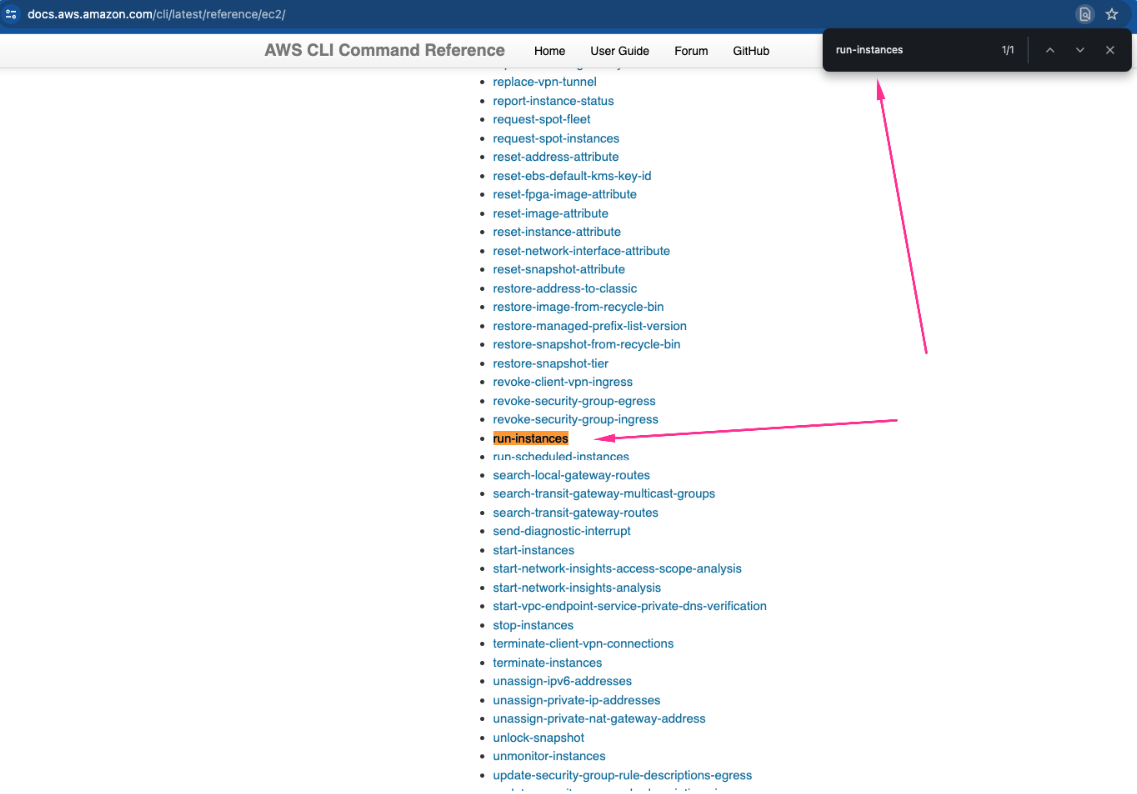 docs.aws.amazon.com/cli/latest/reference/ec2/
AWS CLI Command Reference Home User Guide Forum GitHub
run-instances 1/1
replace-vpn-tunnel
report-instance-status
request-spot-fleet
request-spot-instances
reset-address-attribute
reset-ebs-default-kms-key-id
reset-fpga-image-attribute
reset-image-attribute
reset-instance-attribute
reset-network-interface-attribute
reset-snapshot-attribute
restore-address-to-classic
restore-image-from-recycle-bin
restore-managed-prefix-list-version
restore-snapshot-from-recycle-bin
restore-snapshot-tier
revoke-client-vpn-ingress
revoke-security-group-egress
revoke-security-group-ingress
run-instances
run-scheduled-instances
search-local-gateway-routes
search-transit-gateway-multicast-groups
search-transit-gateway-routes
send-diagnostic-interrupt
start-instances
start-network-insights-access-scope-analysis
start-network-insights-analysis
start-vpc-endpoint-service-private-dns-verification
stop-instances
terminate-client-vpn-connections
terminate-instances
unassign-ipv6-addresses
unassign-private-ip-addresses
unassign-private-nat-gateway-address
unlock-snapshot
unmonitor-instances
update-security-group-rule-descriptions-egress